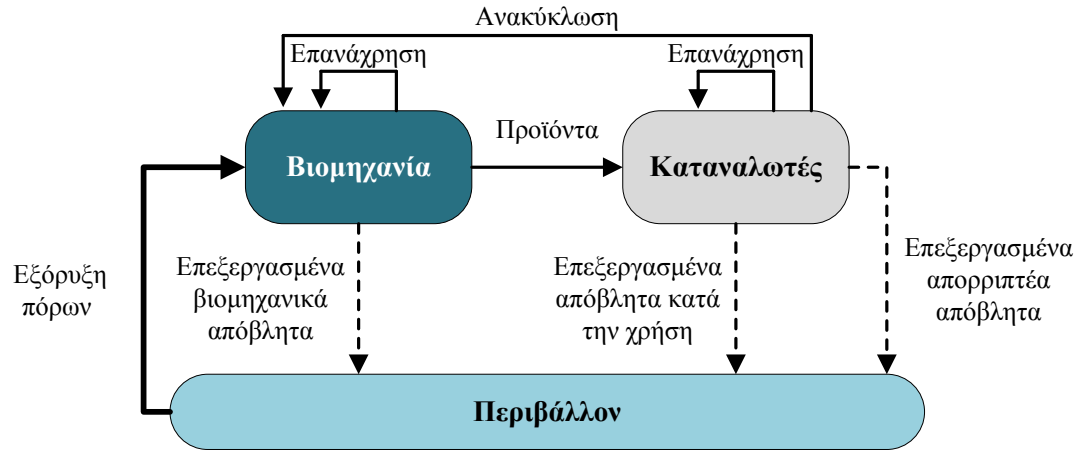 Ανακύκλωση
Επανάχρηση
Επανάχρηση
Βιομηχανία
Προϊόντα
Καταναλωτές
Εξόρυξη
πόρων
Επεξεργασμένα
βιομηχανικά
απόβλητα
Επεξεργασμένα
απόβλητα κατά
την χρήση
Επεξεργασμένα
απορριπτέα
απόβλητα
Περιβάλλον